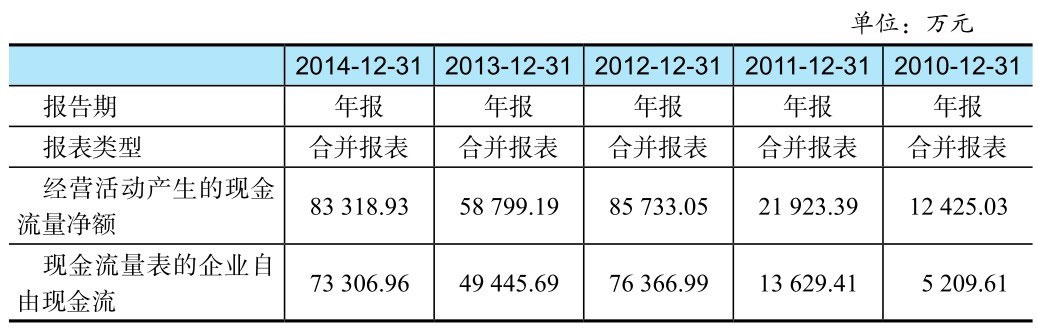 单位：万元
2014-12-31 2013-12-31 2012-12-31 2011-12-31 2010-12-31
报告期 年报 年报 年报 年报 年报
报表类型 合并报表 合并报表 合并报表 合并报表 合并报表
经营活动产生的现金
流量净额 83 318.93 58 799.19 85 733.05 21 923.39 12 425.03
现金流量表的企业自
由现金流 73 306.96 49 445.69 76 366.99 13 629.41 5 209.61